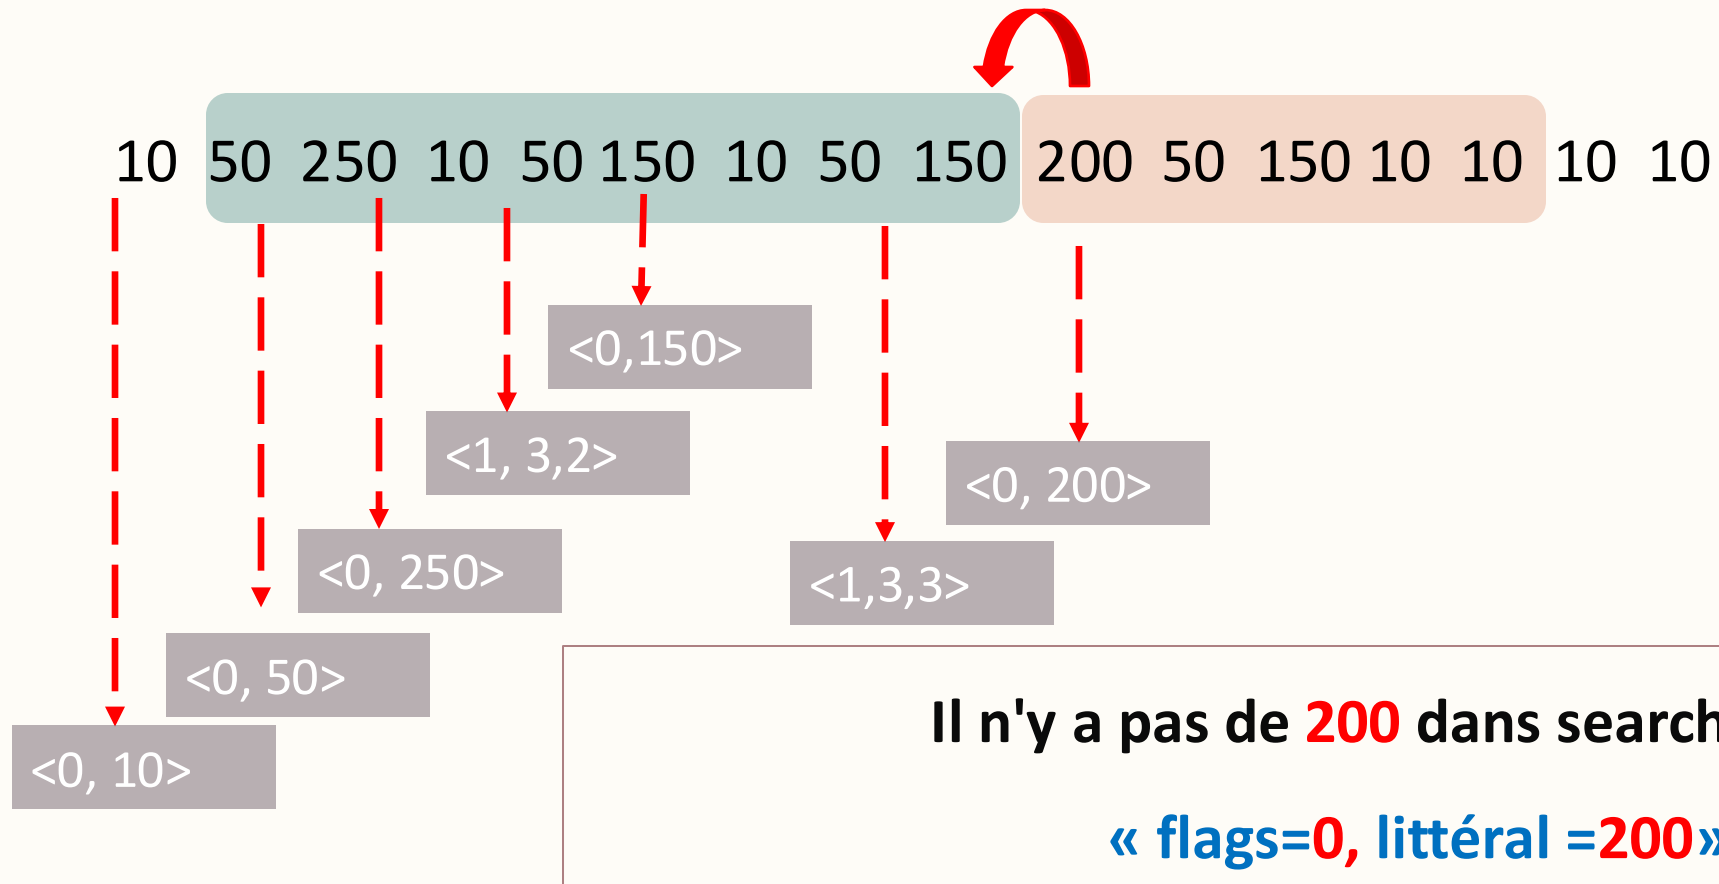 10 50 250 10 50 150 10 50 150 200 50 150 10 10 10 10
<0,150>
<1, 3,2>
<0, 200>
<0, 250>
<1,3,3>
<0, 50>
<0, 10>
Il n'y a pas de 200 dans search
« flags=0, littéral =200»